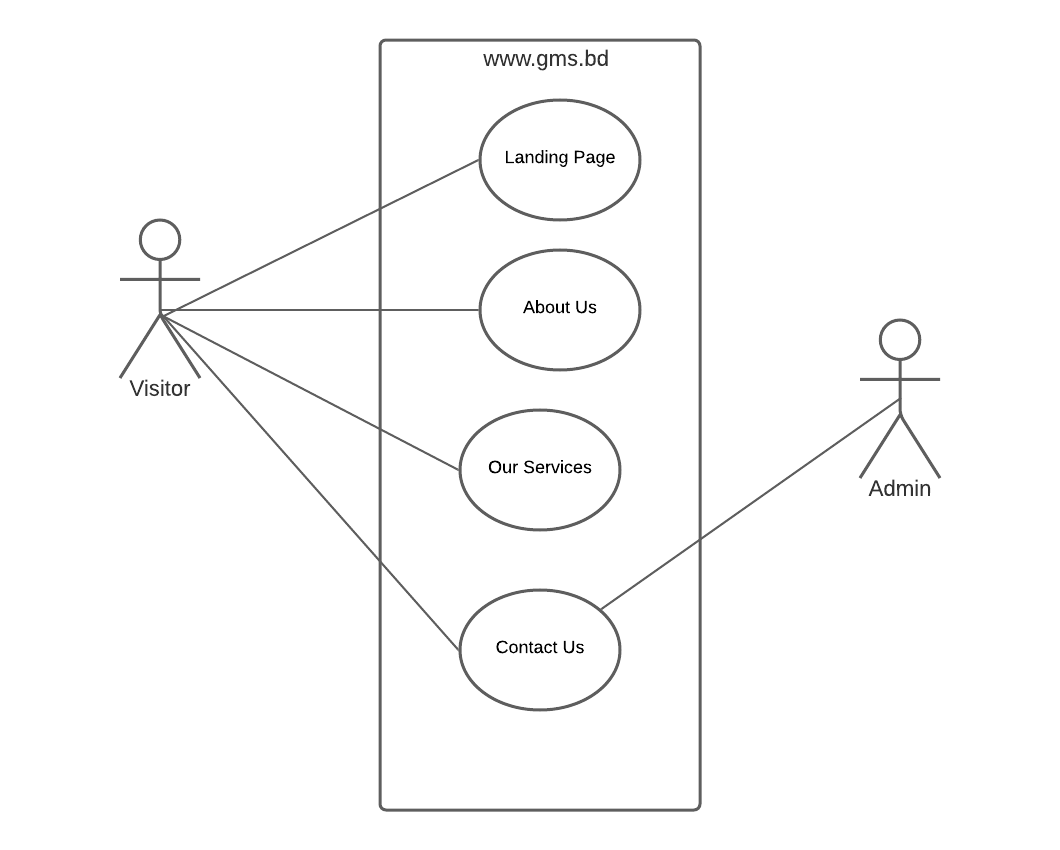 www.gms.bd
Landing Page
About Us
Visitor
Our Services
Admin
Contact Us